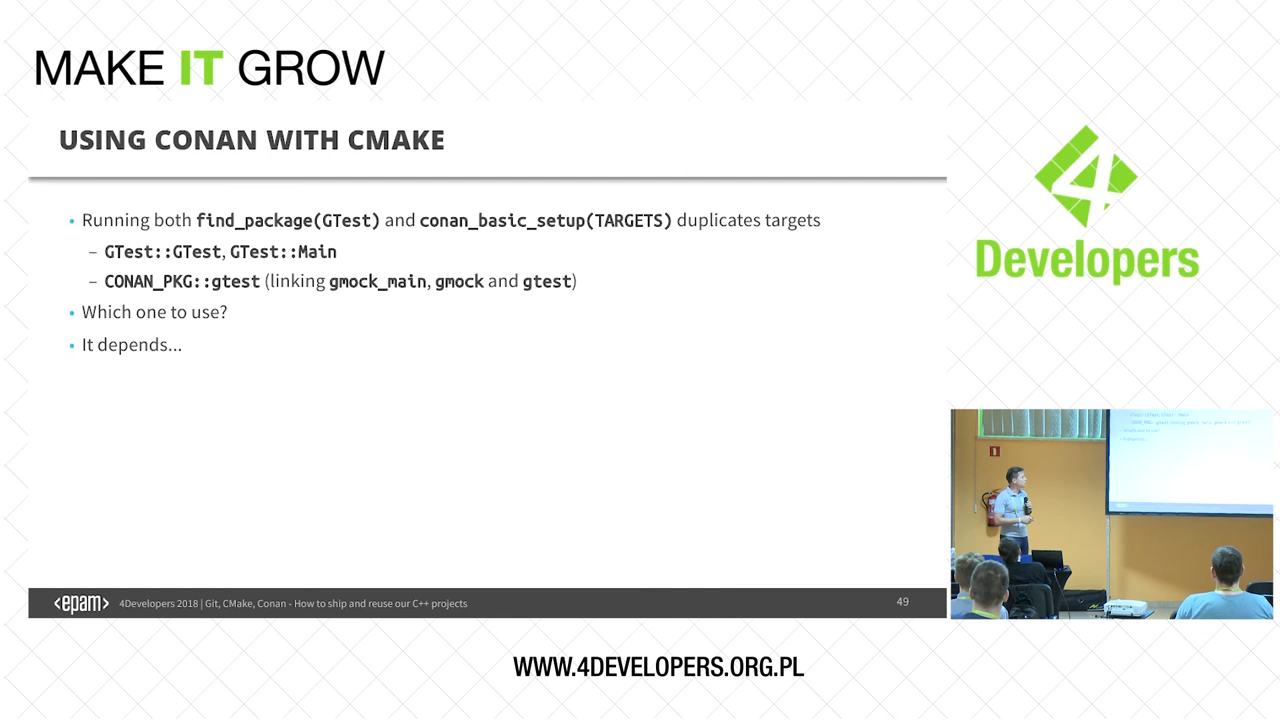 MAKE IT GROW
USING CONAN WITH CMAKE
• Running both find_package(GTest) and conan_basic_setup(TARGETS) duplicates targets
– GTest::GTest, GTest::Main
– CONAN_PKG::gtest (linking gmock_main, gmock and gtest)
• Which one to use?
• It depends...
4
Developers
<epam> 4Developers 2018 | Git, CMake, Conan - How to ship and reuse our C++ projects 49
WWW.4DEVELOPERS.ORG.PL